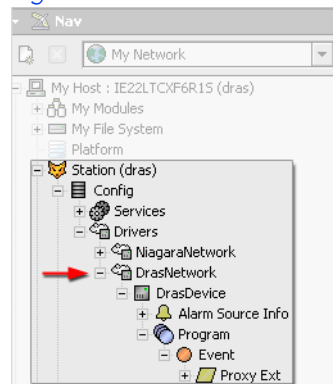 Nav
My Network
My Host : IE22LTCXF6R1S (dras)
My Modules
My File System
Platform
Station (dras)
Config
Services
Drivers
NiagaraNetwork
DrasNetwork
DrasDevice
Alarm Source Info
Program
Event
Proxy Ext